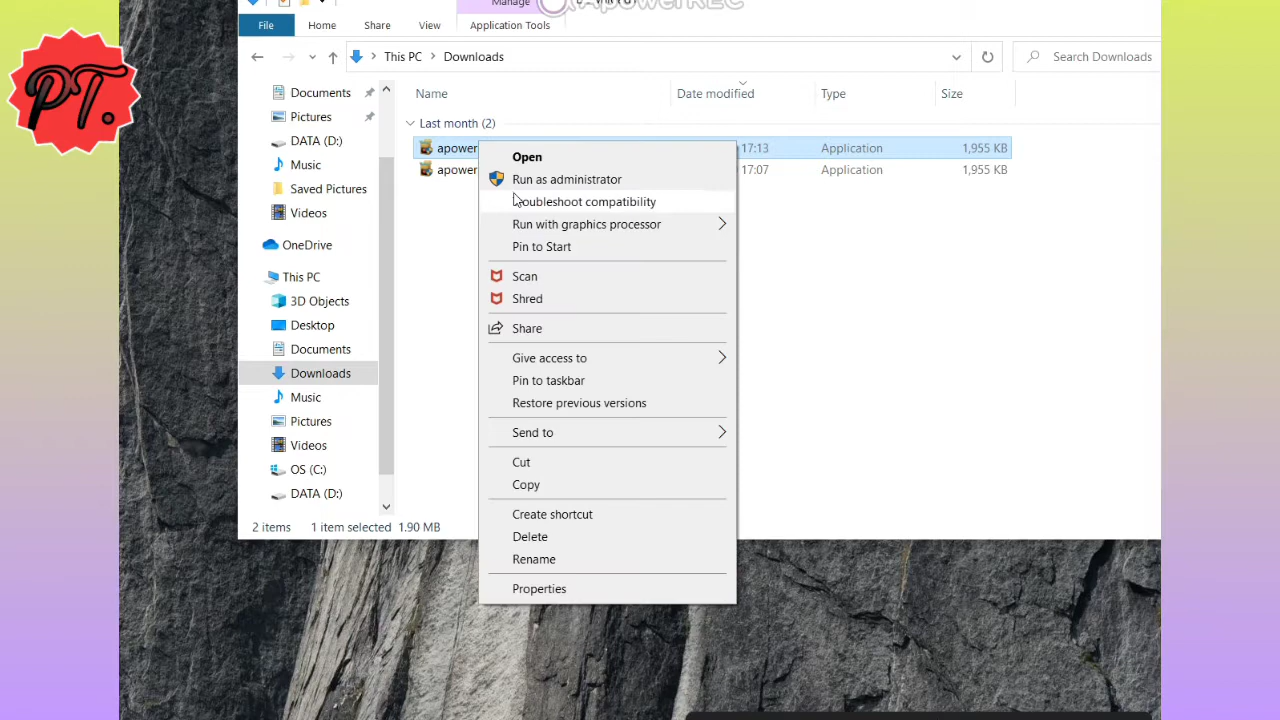 Manage
ApowerREC
PT.
File
Home
Share
View
Application Tools
This PC
Downloads
Search Downloads
Documents
Pictures
DATA (D:)
Music
Saved Pictures
Videos
OneDrive
This PC
3D Objects
Desktop
Documents
Downloads
Music
Pictures
Videos
OS (C:)
DATA (D:)
Name
Date modified
Type
Size
Last month (2)
apower
17:13
Application
1,955 KB
apower
17:07
Application
1,955 KB
Open
Run as administrator
Troubleshoot compatibility
Run with graphics processor
Pin to Start
Scan
Shred
Share
Give access to
Pin to taskbar
Restore previous versions
Send to
Cut
Copy
Create shortcut
Delete
Rename
Properties
2 items
1 item selected 1.90 MB